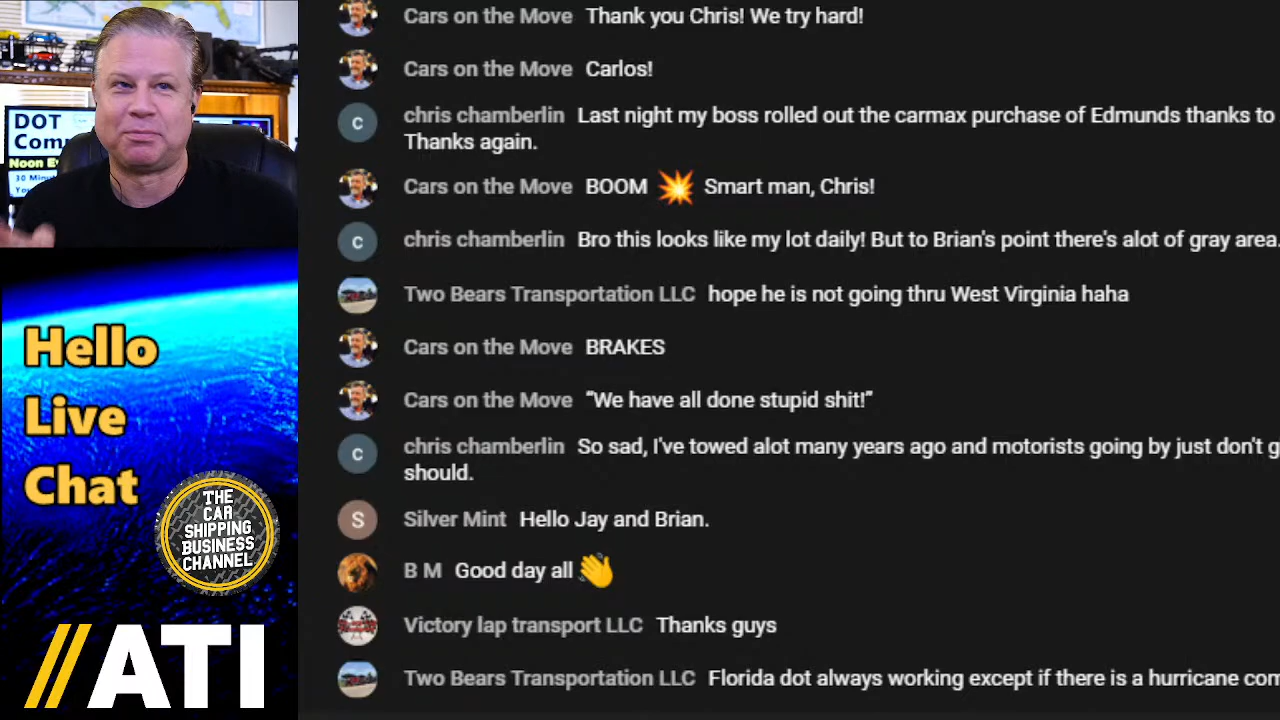 DOT
Com
Noon E
30 Minu
You
Hello
Live
Chat
THE
CAR
SHIPPING
BUSINESS
CHANNEL
//ATI
Cars on the Move Thank you Chris! We try hard!
Cars on the Move Carlos!
C chris chamberlin Last night my boss rolled out the carmax purchase of Edmunds thanks to
Thanks again.
Cars on the Move BOOM 💥 Smart man, Chris!
C chris chamberlin Bro this looks like my lot daily! But to Brian's point there's alot of gray area.
Two Bears Transportation LLC hope he is not going thru West Virginia haha
Cars on the Move BRAKES
Cars on the Move “We have all done stupid shit!”
C chris chamberlin So sad, I've towed alot many years ago and motorists going by just don't g
should.
S Silver Mint Hello Jay and Brian.
B M Good day all 👋
Victory lap transport LLC Thanks guys
Two Bears Transportation LLC Florida dot always working except if there is a hurricane com